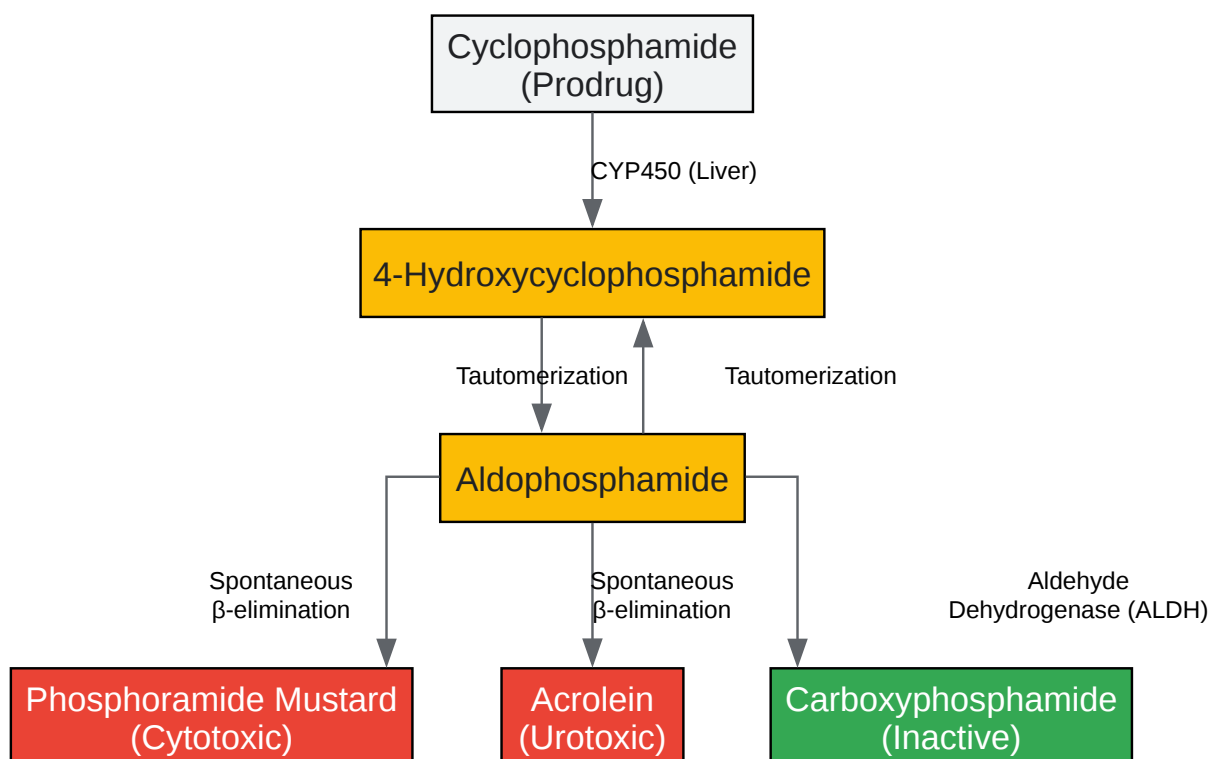 Cyclophosphamide
(Prodrug)
CYP450 (Liver)
4-Hydroxycyclophosphamide
Tautomerization
Tautomerization
Aldophosphamide
Spontaneous
β-elimination
Spontaneous
β-elimination
Aldehyde
Dehydrogenase (ALDH)
Phosphoramide Mustard
(Cytotoxic)
Acrolein
(Urotoxic)
Carboxyphosphamide
(Inactive)